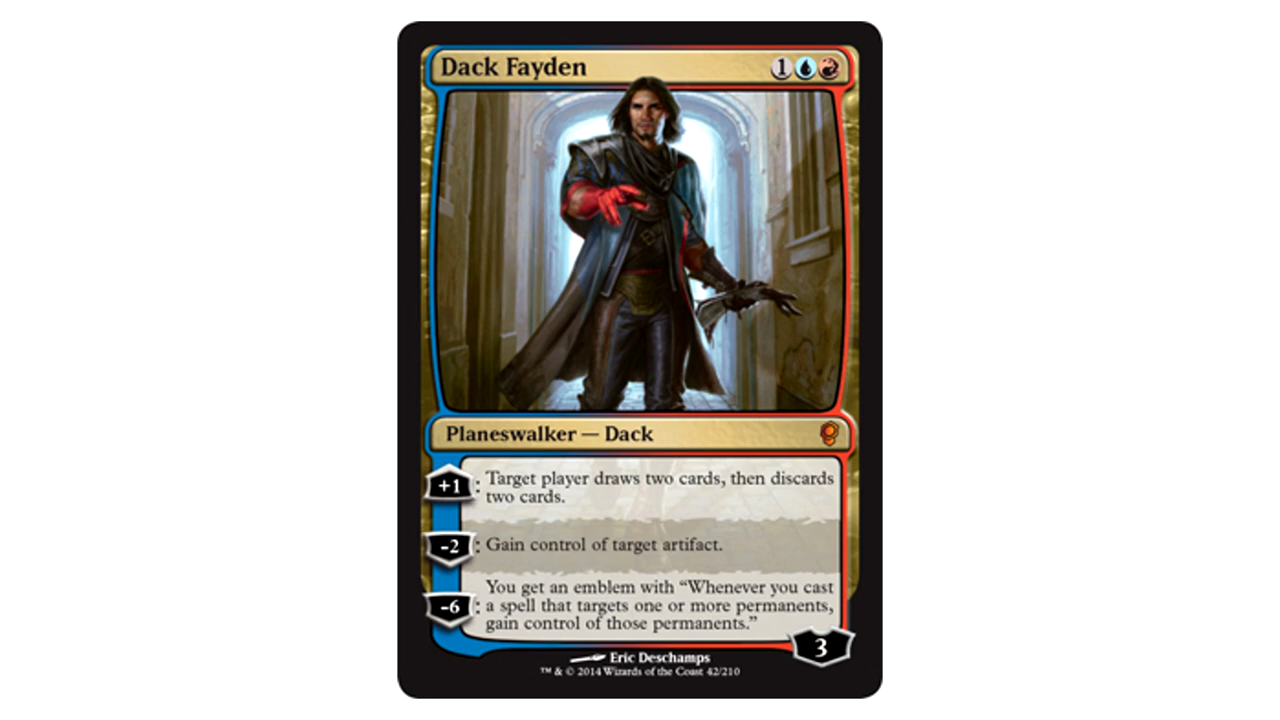 Dack Fayden 1
Planeswalker — Dack
+1 : Target player draws two cards, then discards
two cards.
-2 : Gain control of target artifact.
You get an emblem with “Whenever you cast
-6 : a spell that targets one or more permanents,
gain control of those permanents.”
3
Eric Deschamps
™ & © 2014 Wizards of the Coast 42/210